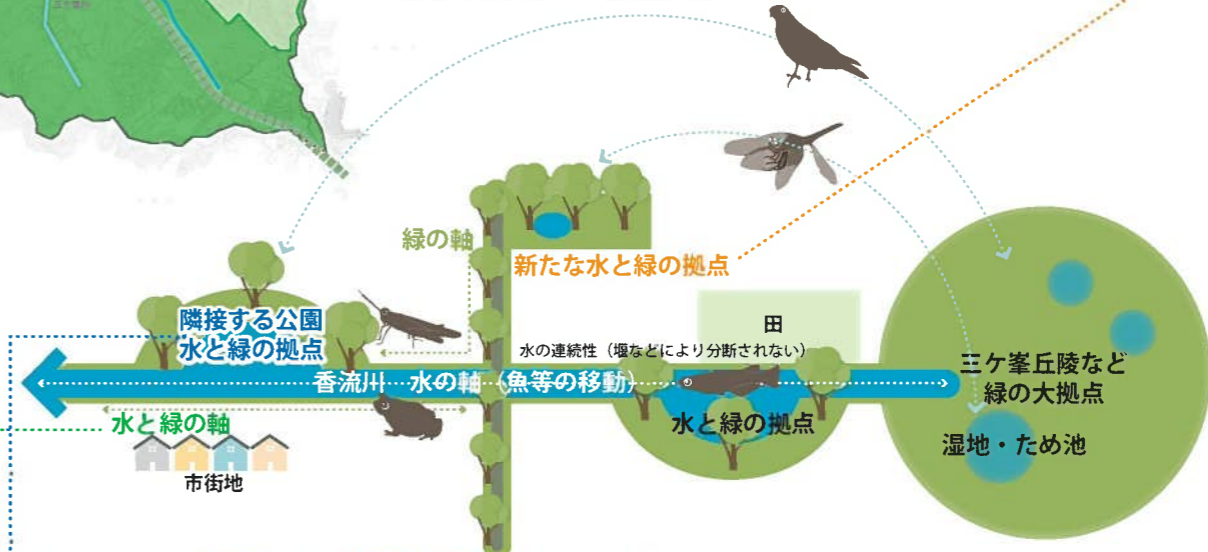 緑の軸
新たな水と緑の拠点
隣接する公園
水と緑の拠点
田
水の連続性（堰などにより分断されない）
香流川　水の軸（魚等の移動）
三ケ峯丘陵など
緑の大拠点
水と緑の軸
水と緑の拠点
湿地・ため池
市街地